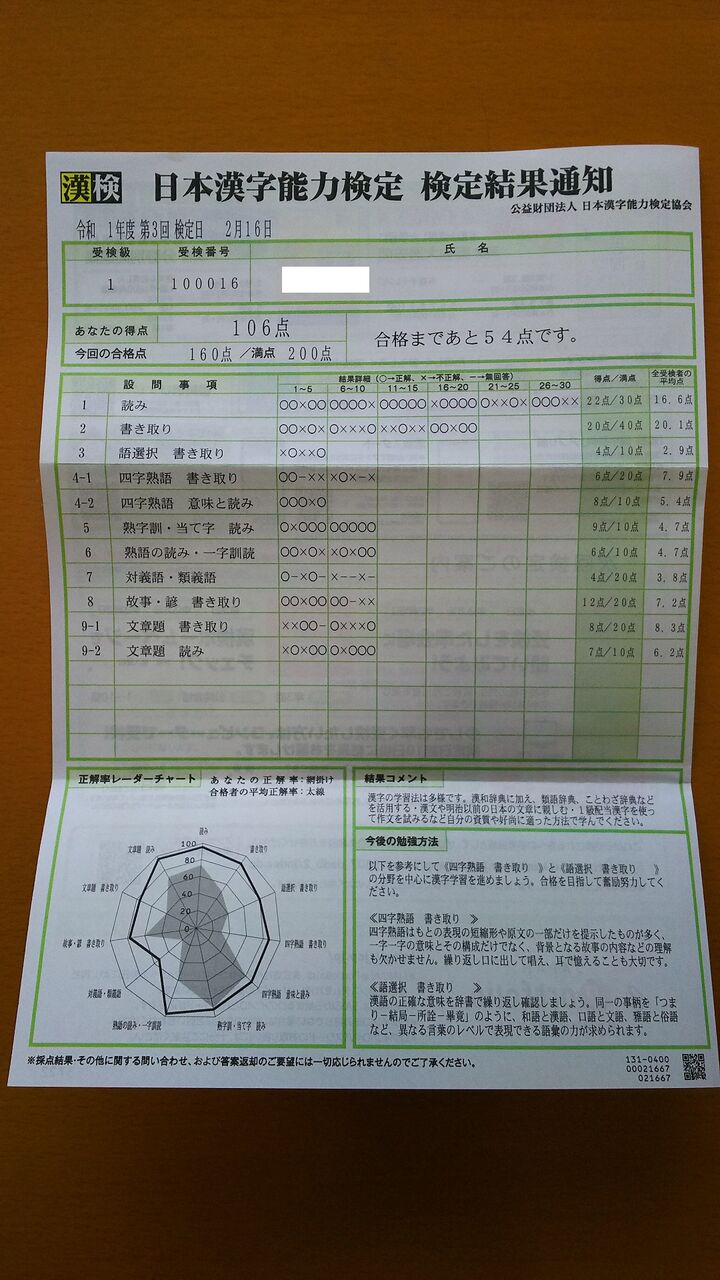 漢検 日本漢字能力検定 検定結果通知
公益財団法人 日本漢字能力検定協会
令和 1年度 第3回 検定日 2月16日
受検級 受検番号 氏名
1 100016
あなたの得点 106点 合格まであと54点です。
今回の合格点 160点 ／満点 200点
設問事項 結果詳細（○→正解、×→不正解、－→無回答） 得点／満点 全受検者の平均点
1～5 6～10 11～15 16～20 21～25 26～30
1 読み ○○×○○ ○○○○× ○○○○○ ×○○○○ ○××○× ○○○×× 22点／30点 16.6点
2 書き取り ○○×○× ○×××○ ××○×× ○○×○○ 20点／40点 20.1点
3 語選択 書き取り ×○××○ 4点／10点 2.9点
4-1 四字熟語 書き取り ○○－×× ×○×－× 6点／20点 7.9点
4-2 四字熟語 意味と読み ○○○×○ 8点／10点 5.4点
5 熟字訓・当て字 読み ○×○○○ ○○○○○ 9点／10点 4.7点
6 熟語の読み・一字訓読 ○○×○× ×○×○○ 6点／10点 4.7点
7 対義語・類義語 ○－×○－ ×－－×－ 4点／20点 3.8点
8 故事・諺 書き取り ○○×○○ ○○－×× 12点／20点 7.2点
9-1 文章題 書き取り ××○○－ ○×××○ 8点／20点 8.3点
9-2 文章題 読み ×○×○○ ○×○○○ 7点／10点 6.2点
正解率レーダーチャート あなたの正解率：網掛け
合格者の平均正解率：太線
読み
文章題 読み 書き取り
文章題 書き取り 語選択 書き取り
故事・諺 書き取り 四字熟語 書き取り
対義語・類義語 四字熟語 意味と読み
熟語の読み・一字訓読 熟字訓・当て字 読み
100
80
60
40
20
0
結果コメント
漢字の学習法は多様です。漢和辞典に加え、類語辞典、ことわざ辞典など
を活用する・漢文や明治以前の日本の文章に親しむ・1級配当漢字を使っ
て作文を試みるなど自分の資質や好尚に適った方法で学んでください。
今後の勉強方法
以下を参考にして《四字熟語 書き取り 》と《語選択 書き取り 》
の分野を中心に漢字学習を進めましょう。合格を目指して奮励努力してく
ださい。
≪四字熟語 書き取り ≫
四字熟語はもとの表現の短縮形や原文の一部だけを提示したものが多く、
一字一字の意味とその構成だけでなく、背景となる故事の内容などの理解
も欠かせません。繰り返し口に出して唱え、耳で憶えることも大切です。
≪語選択 書き取り ≫
漢語の正確な意味を辞書で繰り返し確認しましょう。同一の事柄を「つま
り－結局－所詮－畢竟」のように、和語と漢語、口語と文語、雅語と俗語
など、異なる言葉のレベルで表現できる語彙の力が求められます。
※採点結果・その他に関する問い合わせ、および答案返却のご要望には一切応じられませんのでご了承ください。
131-0400
00021667
021667